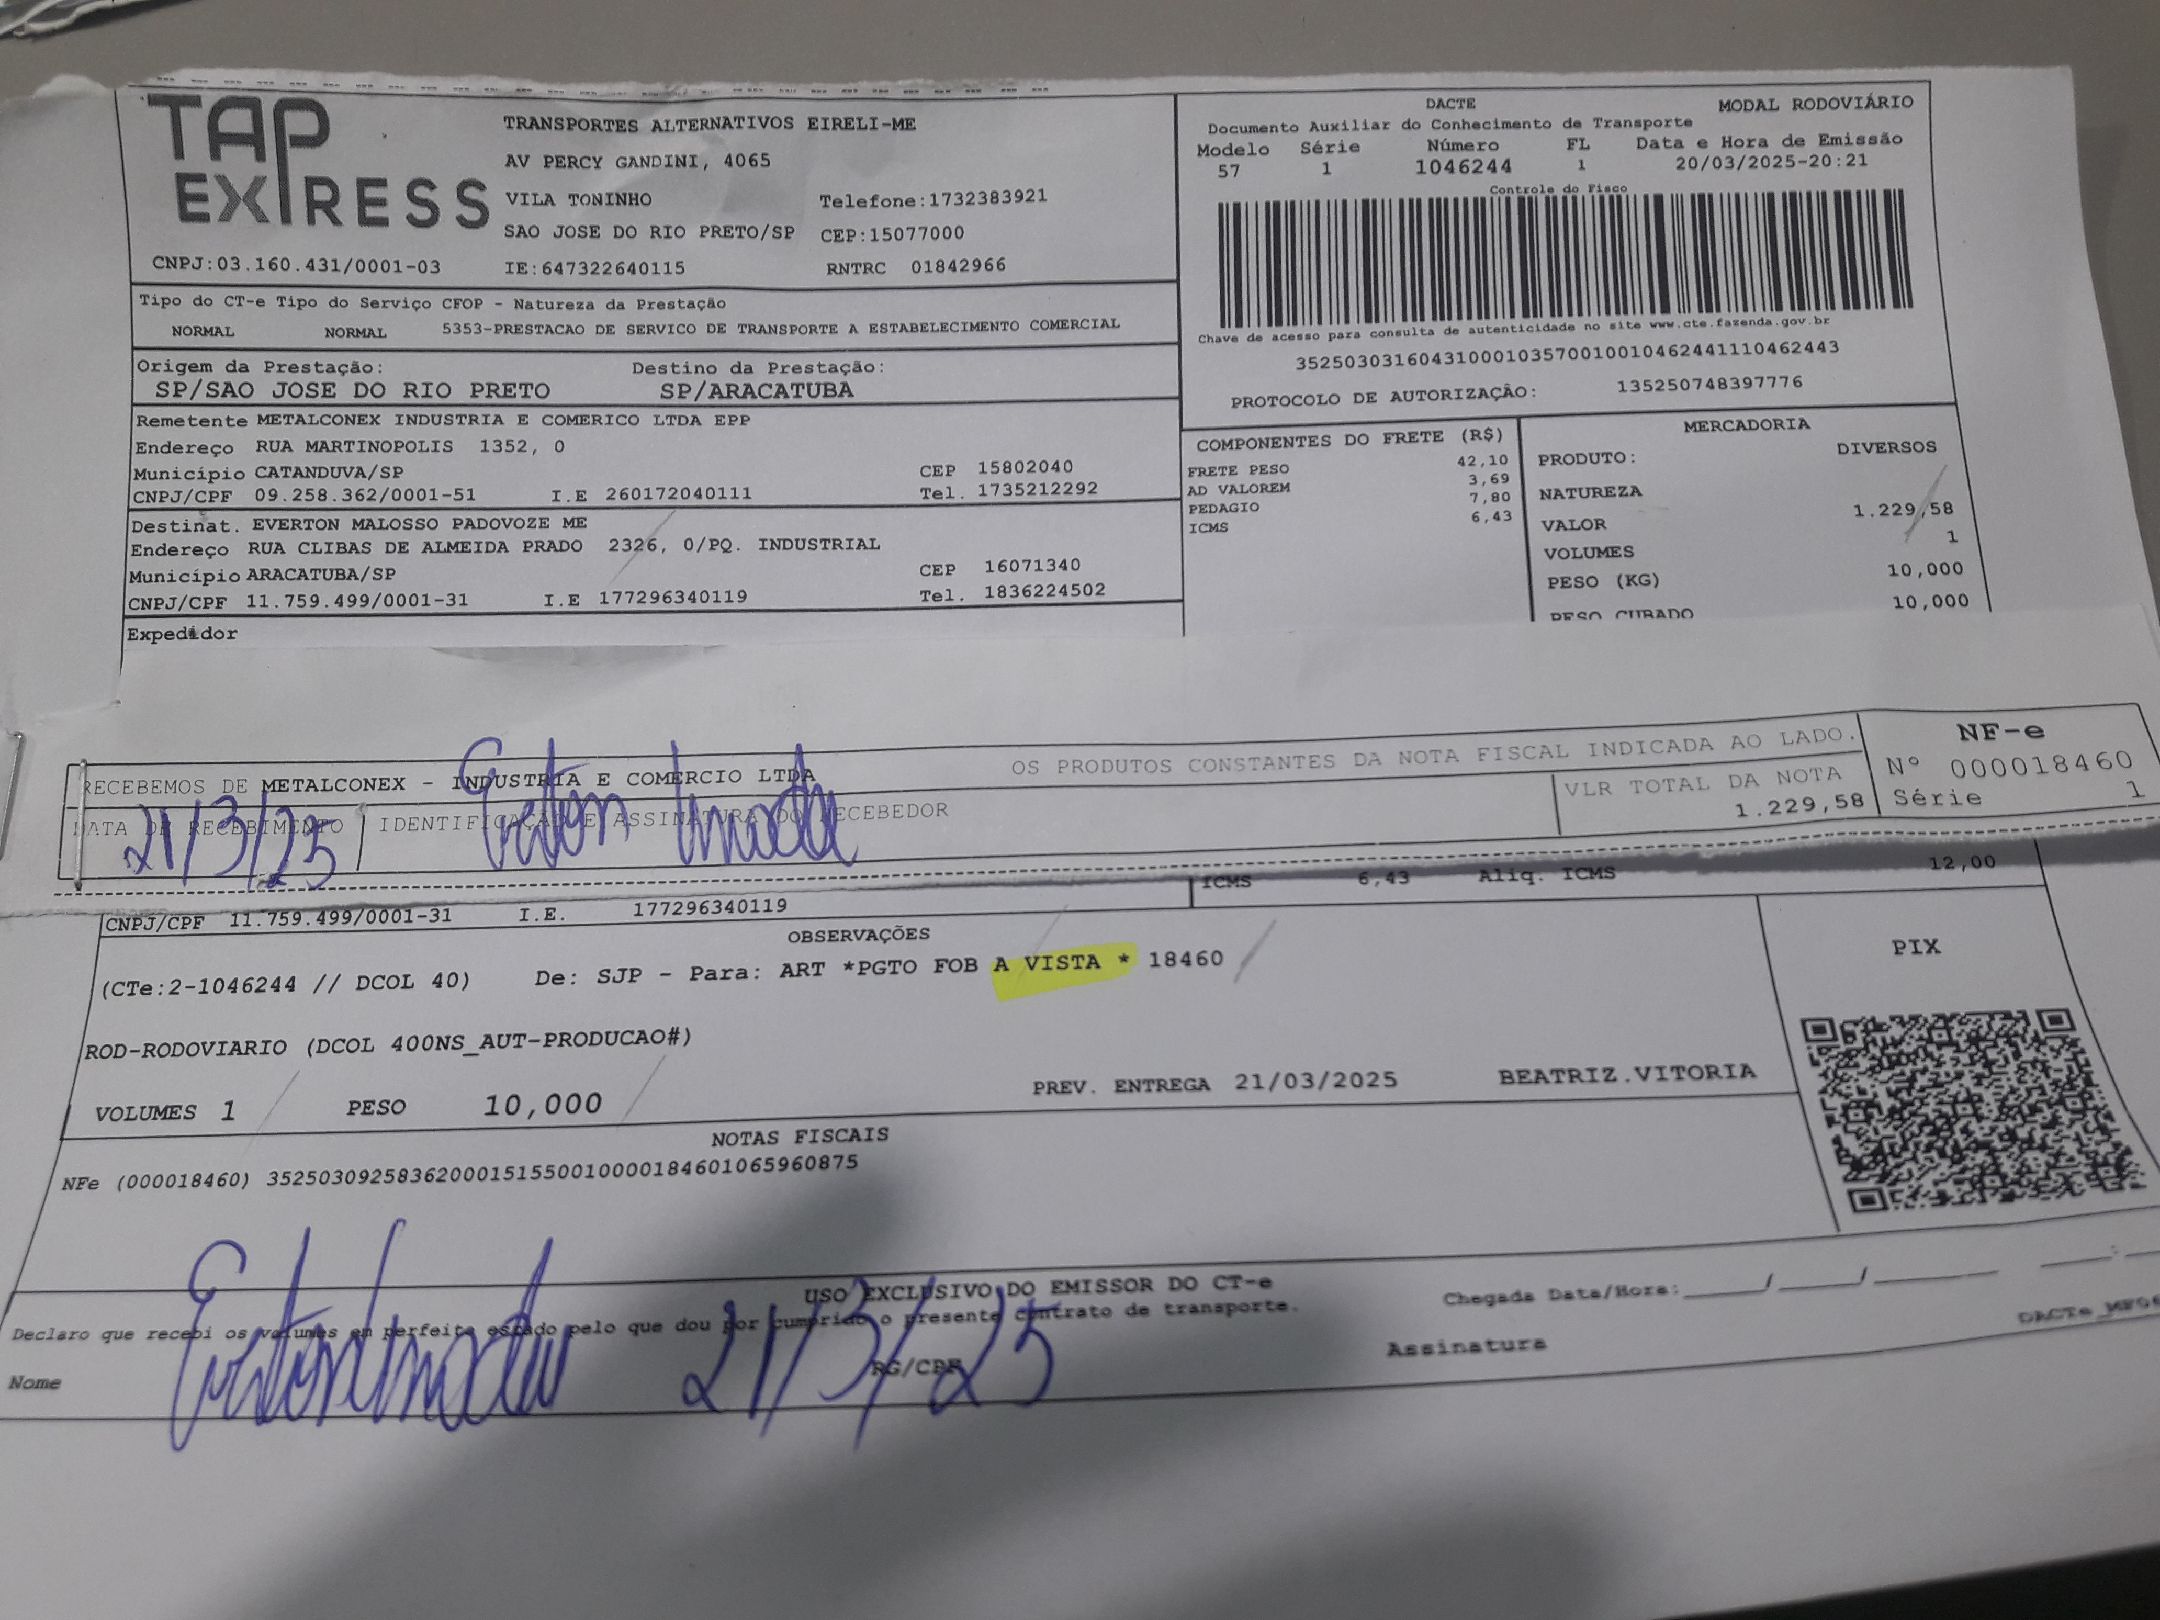 TAP EXPRESS
TRANSPORTES ALTERNATIVOS EIRELI-ME
AV PERCY GANDINI, 4065
VILA TONINHO Telefone:1732383921
SAO JOSE DO RIO PRETO/SP CEP:15077000
CNPJ:03.160.431/0001-03 IE:647322640115 RNTRC 01842966
DACTE MODAL RODOVIÁRIO
Documento Auxiliar do Conhecimento de Transporte
Modelo Série Número FL Data e Hora de Emissão
57 1 1046244 1 20/03/2025-20:21
Controle do Fisco
Chave de acesso para consulta de autenticidade no site www.cte.fazenda.gov.br
35250303160431000103570010010462441110462443
PROTOCOLO DE AUTORIZAÇÃO: 135250748397776
Tipo do CT-e Tipo do Serviço CFOP - Natureza da Prestação
NORMAL NORMAL 5353-PRESTACAO DE SERVICO DE TRANSPORTE A ESTABELECIMENTO COMERCIAL
Origem da Prestação: Destino da Prestação:
SP/SAO JOSE DO RIO PRETO SP/ARACATUBA
Remetente METALCONEX INDUSTRIA E COMERICO LTDA EPP
Endereço RUA MARTINOPOLIS 1352, 0
Município CATANDUVA/SP CEP 15802040
CNPJ/CPF 09.258.362/0001-51 I.E 260172040111 Tel. 1735212292
Destinat. EVERTON MALOSSO PADOVOZE ME
Endereço RUA CLIBAS DE ALMEIDA PRADO 2326, 0/PQ. INDUSTRIAL
Município ARACATUBA/SP CEP 16071340
CNPJ/CPF 11.759.499/0001-31 I.E 177296340119 Tel. 1836224502
Expedidor
COMPONENTES DO FRETE (R$)
FRETE PESO 42,10
AD VALOREM 3,69
PEDAGIO 7,80
ICMS 6,43
MERCADORIA
PRODUTO: DIVERSOS
NATUREZA
VALOR 1.229,58
VOLUMES 1
PESO (KG) 10,000
PESO CUBADO 10,000
RECEBEMOS DE METALCONEX - INDUSTRIA E COMERCIO LTDA OS PRODUTOS CONSTANTES DA NOTA FISCAL INDICADA AO LADO.
DATA DE RECEBIMENTO IDENTIFICAÇÃO E ASSINATURA DO RECEBEDOR
21/3/25
VLR TOTAL DA NOTA
1.229,58
NF-e
Nº 000018460
Série 1
ICMS 6,43 Aliq. ICMS 12,00
CNPJ/CPF 11.759.499/0001-31 I.E. 177296340119
OBSERVAÇÕES
(CTe:2-1046244 // DCOL 40) De: SJP - Para: ART *PGTO FOB A VISTA * 18460
ROD-RODOVIARIO (DCOL 400NS_AUT-PRODUCAO#)
PREV. ENTREGA 21/03/2025 BEATRIZ.VITORIA
VOLUMES 1 PESO 10,000
PIX
NOTAS FISCAIS
NFe (000018460) 35250309258362000151550010000184601065960875
USO EXCLUSIVO DO EMISSOR DO CT-e
Declaro que recebi os volumes em perfeito estado pelo que dou por cumprido o presente contrato de transporte.
Chegada Data/Hora:
Nome RG/CPF Assinatura
21/3/25